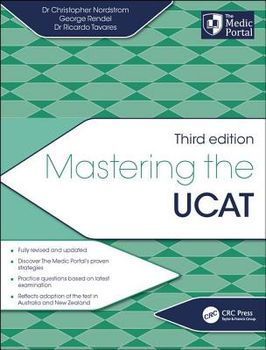 Dr Christopher Nordstrom
George Rendel
Dr Ricardo Tavares
The
Medic
Portal
Third edition
Mastering the
UCAT
• Fully revised and updated
• Discover The Medic Portal's proven
strategies
• Practice questions based on latest
examination
• Reflects adoption of the test in
Australia and New Zealand
CRC
CRC Press
Taylor & Francis Group